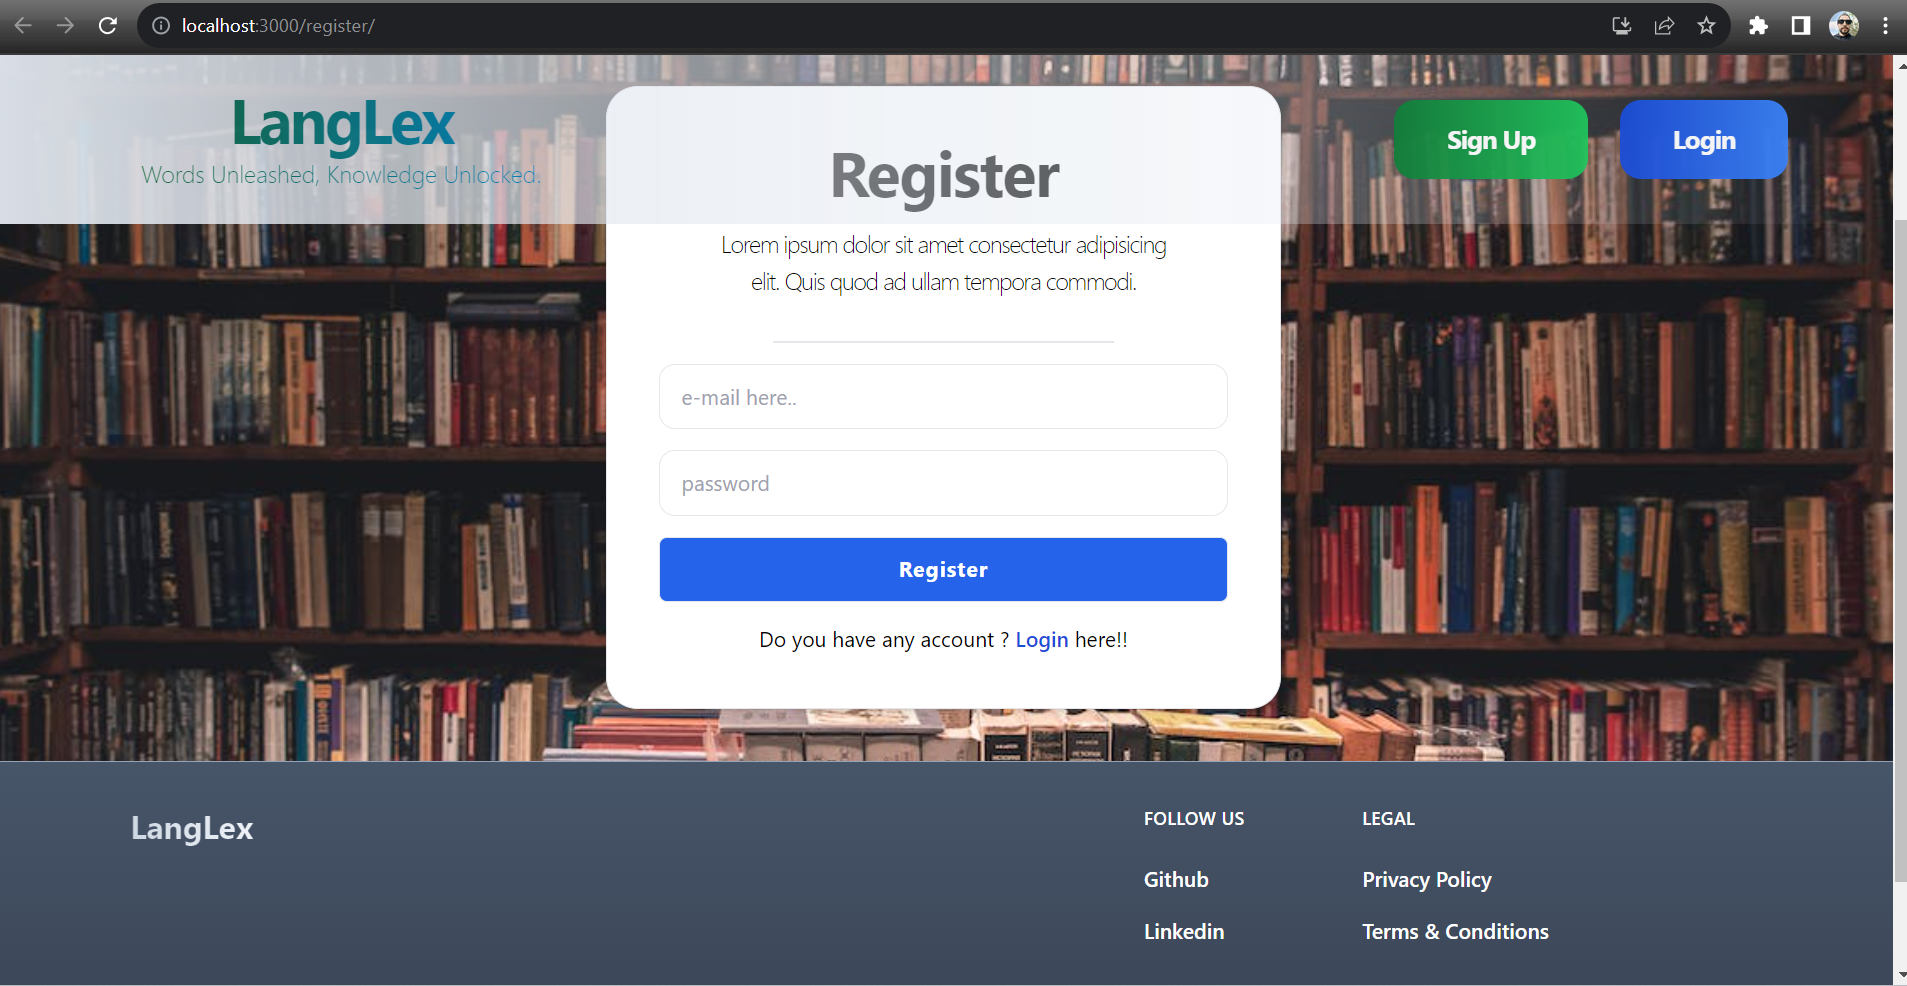 localhost:3000/register/
LangLex
Words Unleashed, Knowledge Unlocked.
Sign Up
Login
Register
Lorem ipsum dolor sit amet consectetur adipisicing
elit. Quis quod ad ullam tempora commodi.
e-mail here..
password
Register
Do you have any account ? Login here!!
LangLex
FOLLOW US
Github
Linkedin
LEGAL
Privacy Policy
Terms & Conditions